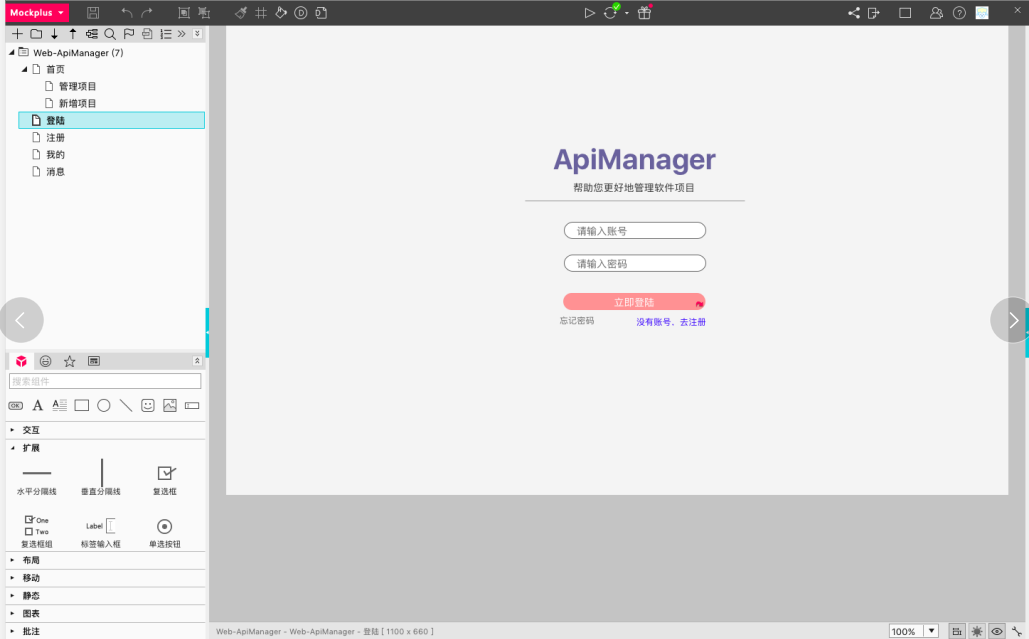 Mockplus
Web-ApiManager (7)
首页
管理项目
新增项目
登陆
注册
我的
消息
ApiManager
帮助您更好地管理软件项目
请输入账号
请输入密码
立即登陆
忘记密码 没有账号，去注册
搜索组件
OK A A
交互
扩展
水平分隔线 垂直分隔线 复选框
One
Two
Label
复选框组 标签输入框 单选按钮
布局
移动
静态
图表
批注
Web-ApiManager - Web-ApiManager - 登陆 [ 1100 x 660 ] 100%